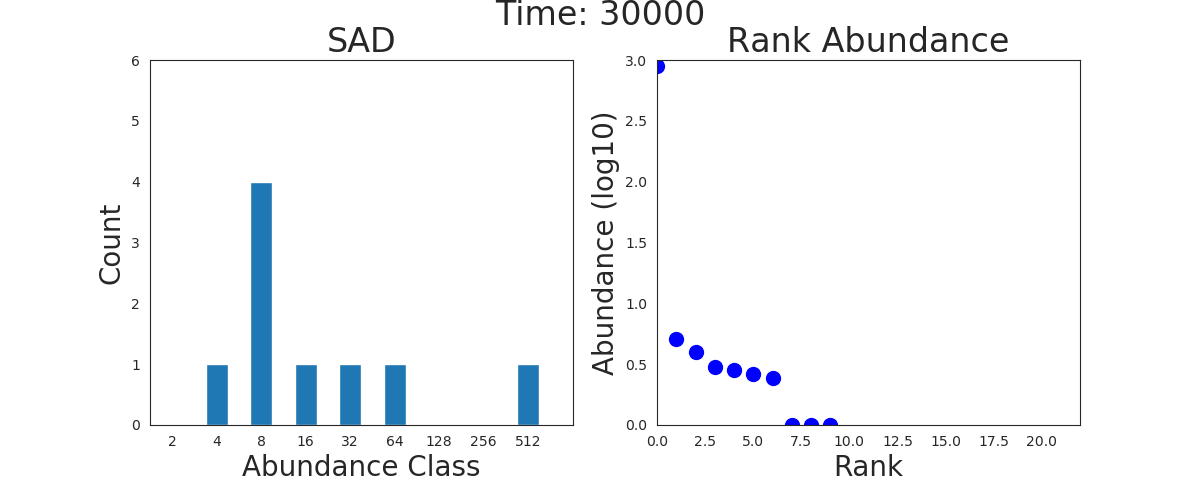 Time: 30000
SAD
6
5
4
3
2
1
0
Count
2 4 8 16 32 64 128 256 512
Abundance Class
Rank Abundance
3.0
2.5
2.0
1.5
1.0
0.5
0.0
Abundance (log10)
0.0 2.5 5.0 7.5 10.0 12.5 15.0 17.5 20.0
Rank